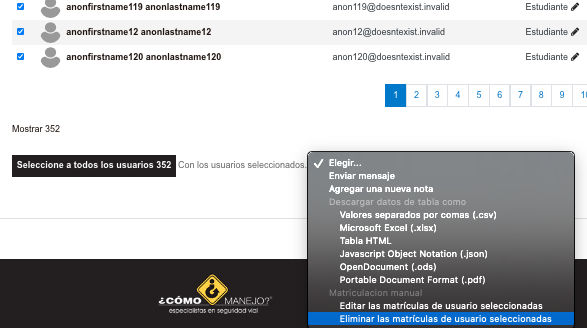 anonfirstname119 anonlastname119 anon119@doesntexist.invalid Estudiante
anonfirstname12 anonlastname12 anon12@doesntexist.invalid Estudiante
anonfirstname120 anonlastname120 anon120@doesntexist.invalid Estudiante
1 2 3 4 5 6 7 8 9
Mostrar 352
Seleccione a todos los usuarios 352 Con los usuarios seleccionados...
Elegir...
Enviar mensaje
Agregar una nueva nota
Descargar datos de tabla como
Valores separados por comas (.csv)
Microsoft Excel (.xlsx)
Tabla HTML
Javascript Object Notation (.json)
OpenDocument (.ods)
Portable Document Format (.pdf)
Matriculacion manual
Editar las matrículas de usuario seleccionadas
Eliminar las matrículas de usuario seleccionadas
¿CÓMO MANEJO?
especialistas en seguridad vial